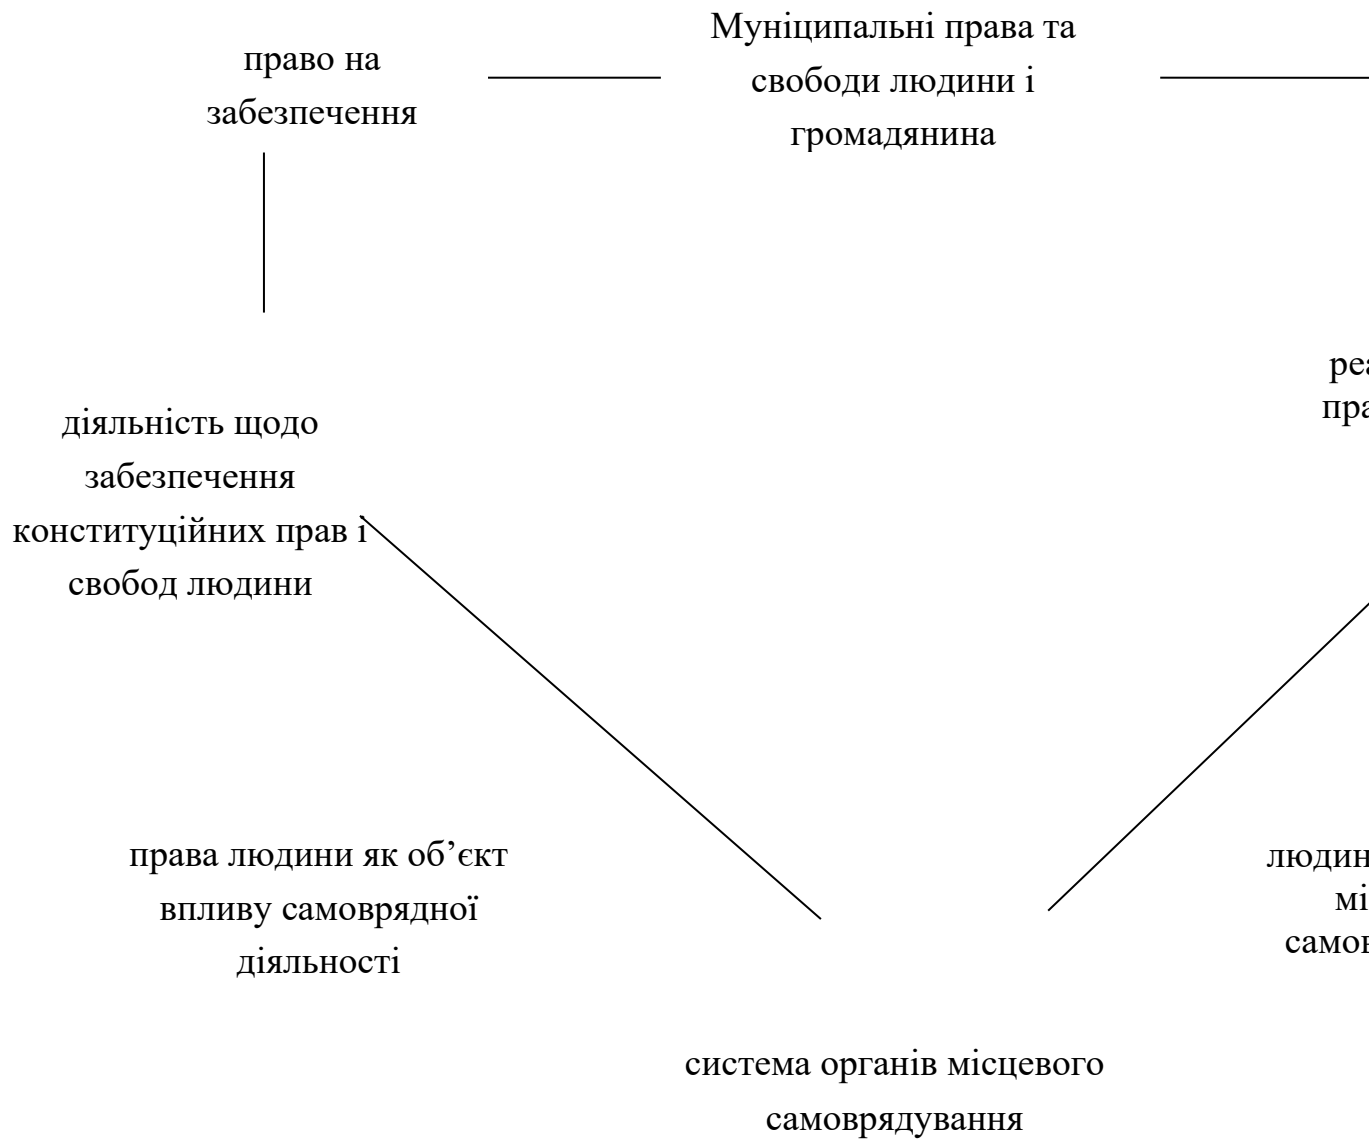 право на
забезпечення
Муніципальні права та
свободи людини і
громадянина
діяльність щодо
забезпечення
конституційних прав і
свобод людини
права людини як об’єкт
впливу самоврядної
діяльності
система органів місцевого
самоврядування